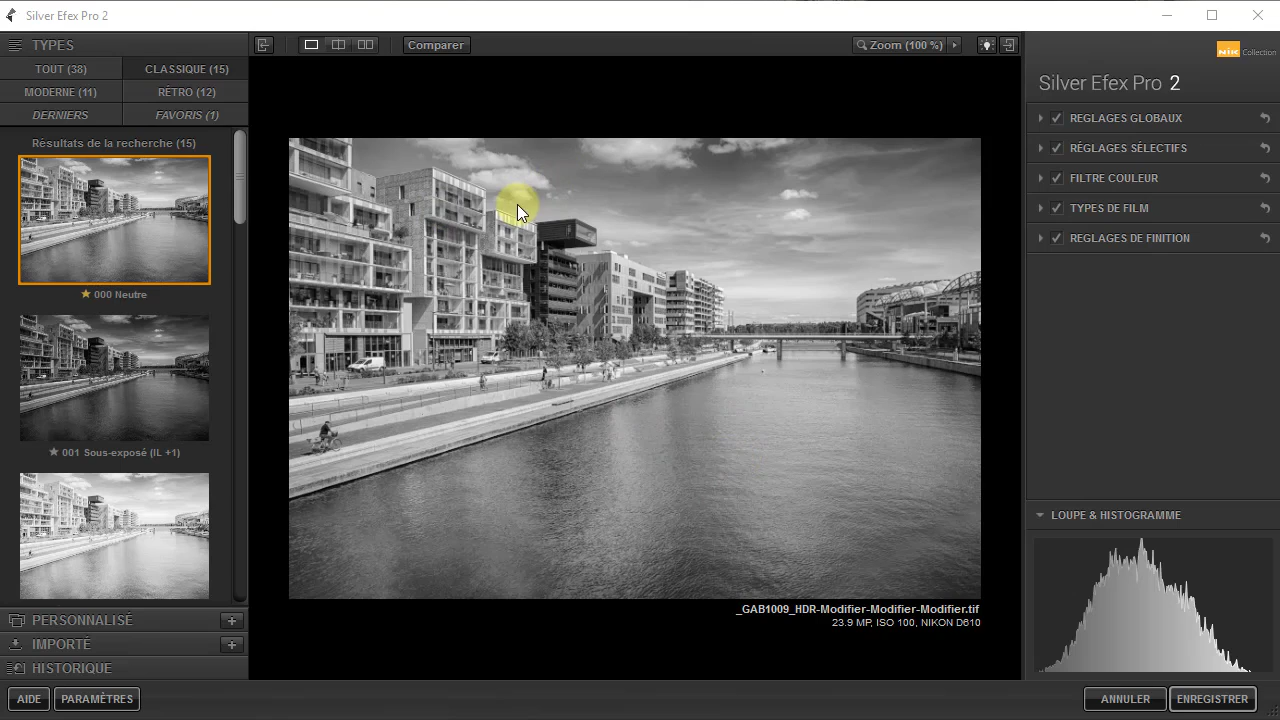 Silver Efex Pro 2
TYPES
TOUT (38)
CLASSIQUE (15)
MODERNE (11)
RÉTRO (12)
DERNIERS
FAVORIS (1)
Résultats de la recherche (15)
000 Neutre
001 Sous-exposé (IL +1)
PERSONNALISÉ
IMPORTÉ
HISTORIQUE
AIDE
PARAMÈTRES
Comparer
Zoom (100 %)
_GAB1009_HDR-Modifier-Modifier-Modifier.tif
23.9 MP, ISO 100, NIKON D610
NiK Collection
Silver Efex Pro 2
REGLAGES GLOBAUX
RÉGLAGES SÉLECTIFS
FILTRE COULEUR
TYPES DE FILM
REGLAGES DE FINITION
LOUPE & HISTOGRAMME
ANNULER
ENREGISTRER